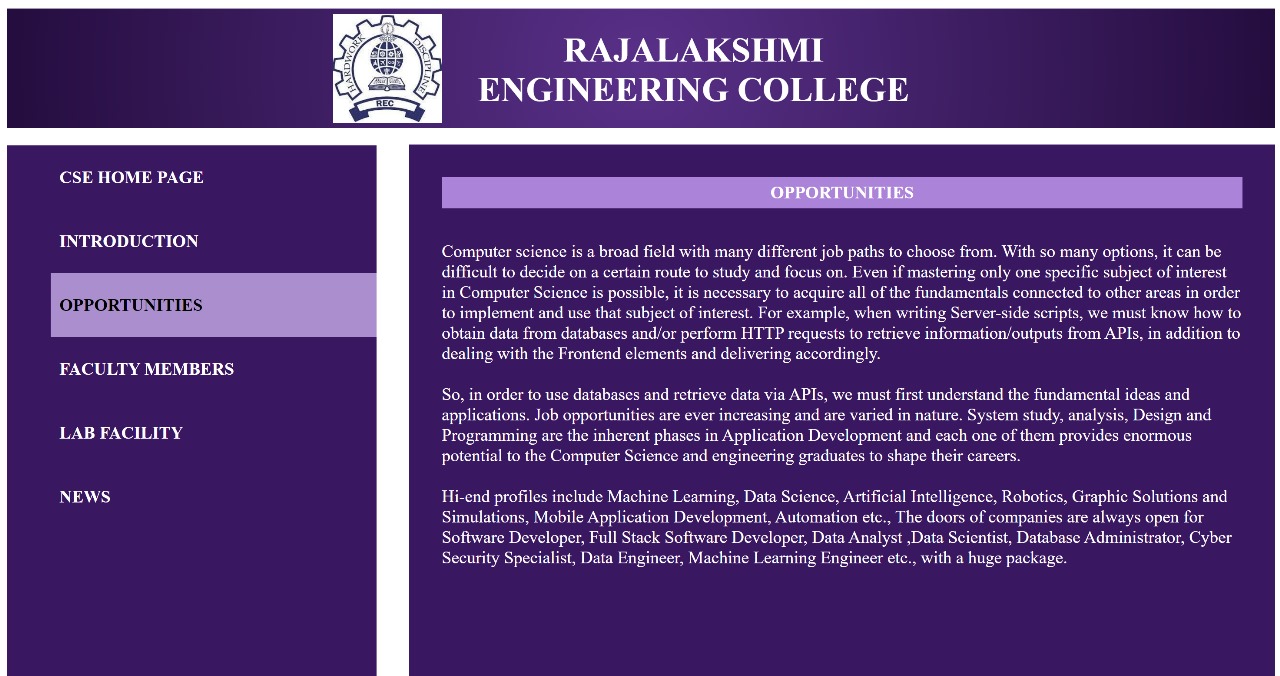 HARDWORK
DISCIPLINE
REC
RAJALAKSHMI
ENGINEERING COLLEGE
CSE HOME PAGE
INTRODUCTION
OPPORTUNITIES
FACULTY MEMBERS
LAB FACILITY
NEWS
OPPORTUNITIES
Computer science is a broad field with many different job paths to choose from. With so many options, it can be
difficult to decide on a certain route to study and focus on. Even if mastering only one specific subject of interest
in Computer Science is possible, it is necessary to acquire all of the fundamentals connected to other areas in order
to implement and use that subject of interest. For example, when writing Server-side scripts, we must know how to
obtain data from databases and/or perform HTTP requests to retrieve information/outputs from APIs, in addition to
dealing with the Frontend elements and delivering accordingly.
So, in order to use databases and retrieve data via APIs, we must first understand the fundamental ideas and
applications. Job opportunities are ever increasing and are varied in nature. System study, analysis, Design and
Programming are the inherent phases in Application Development and each one of them provides enormous
potential to the Computer Science and engineering graduates to shape their careers.
Hi-end profiles include Machine Learning, Data Science, Artificial Intelligence, Robotics, Graphic Solutions and
Simulations, Mobile Application Development, Automation etc., The doors of companies are always open for
Software Developer, Full Stack Software Developer, Data Analyst ,Data Scientist, Database Administrator, Cyber
Security Specialist, Data Engineer, Machine Learning Engineer etc., with a huge package.